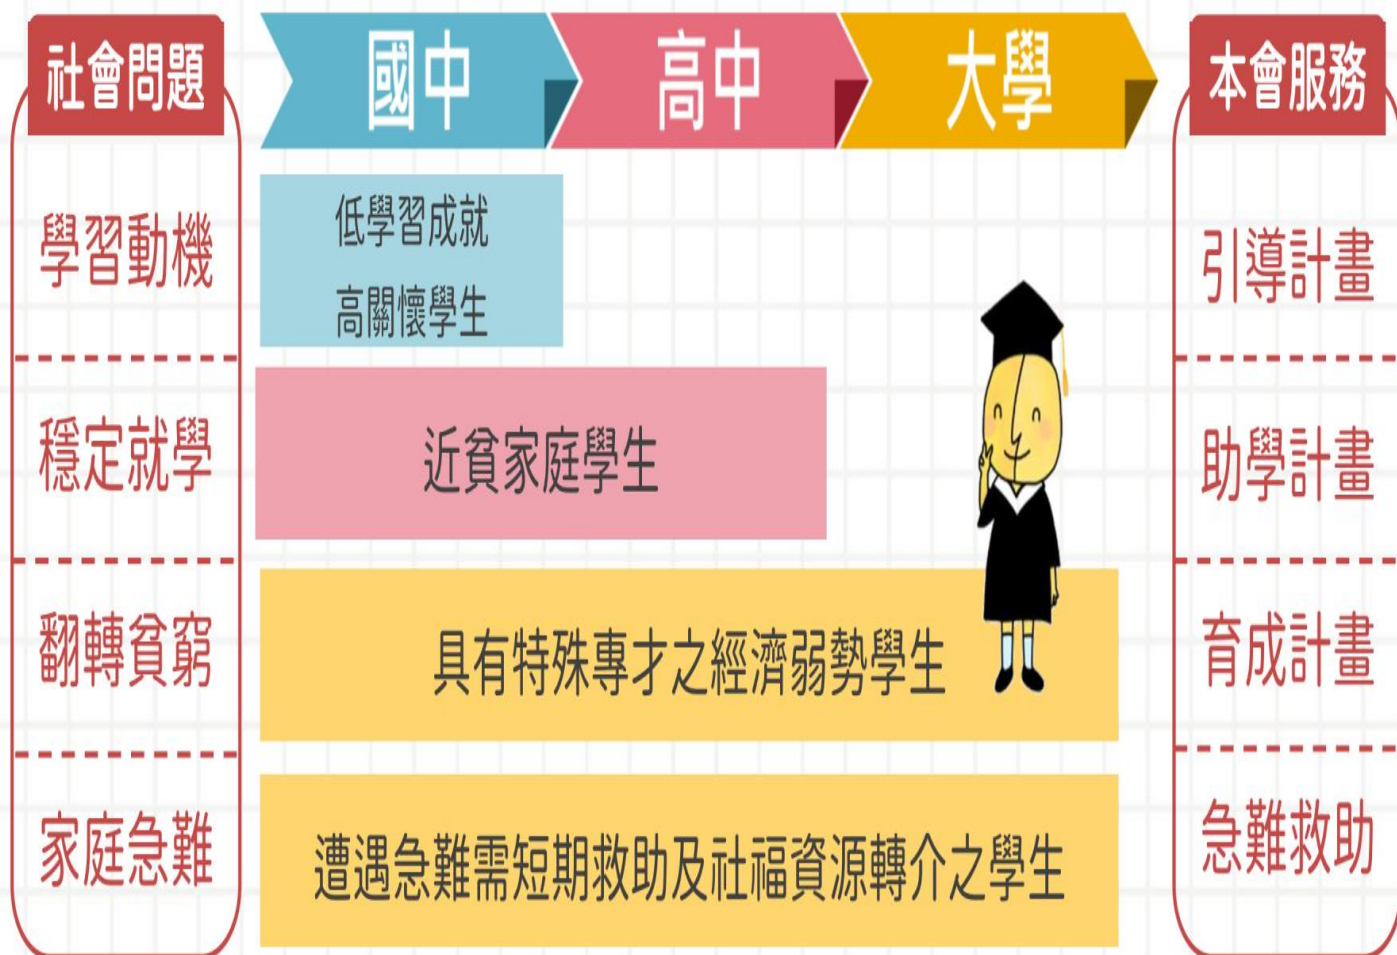 社會問題
國中
高中
大學
本會服務
學習動機
低學習成就
高關懷學生
引導計畫
穩定就學
近貧家庭學生
助學計畫
翻轉貧窮
具有特殊專才之經濟弱勢學生
育成計畫
家庭急難
遭遇急難需短期救助及社福資源轉介之學生
急難救助